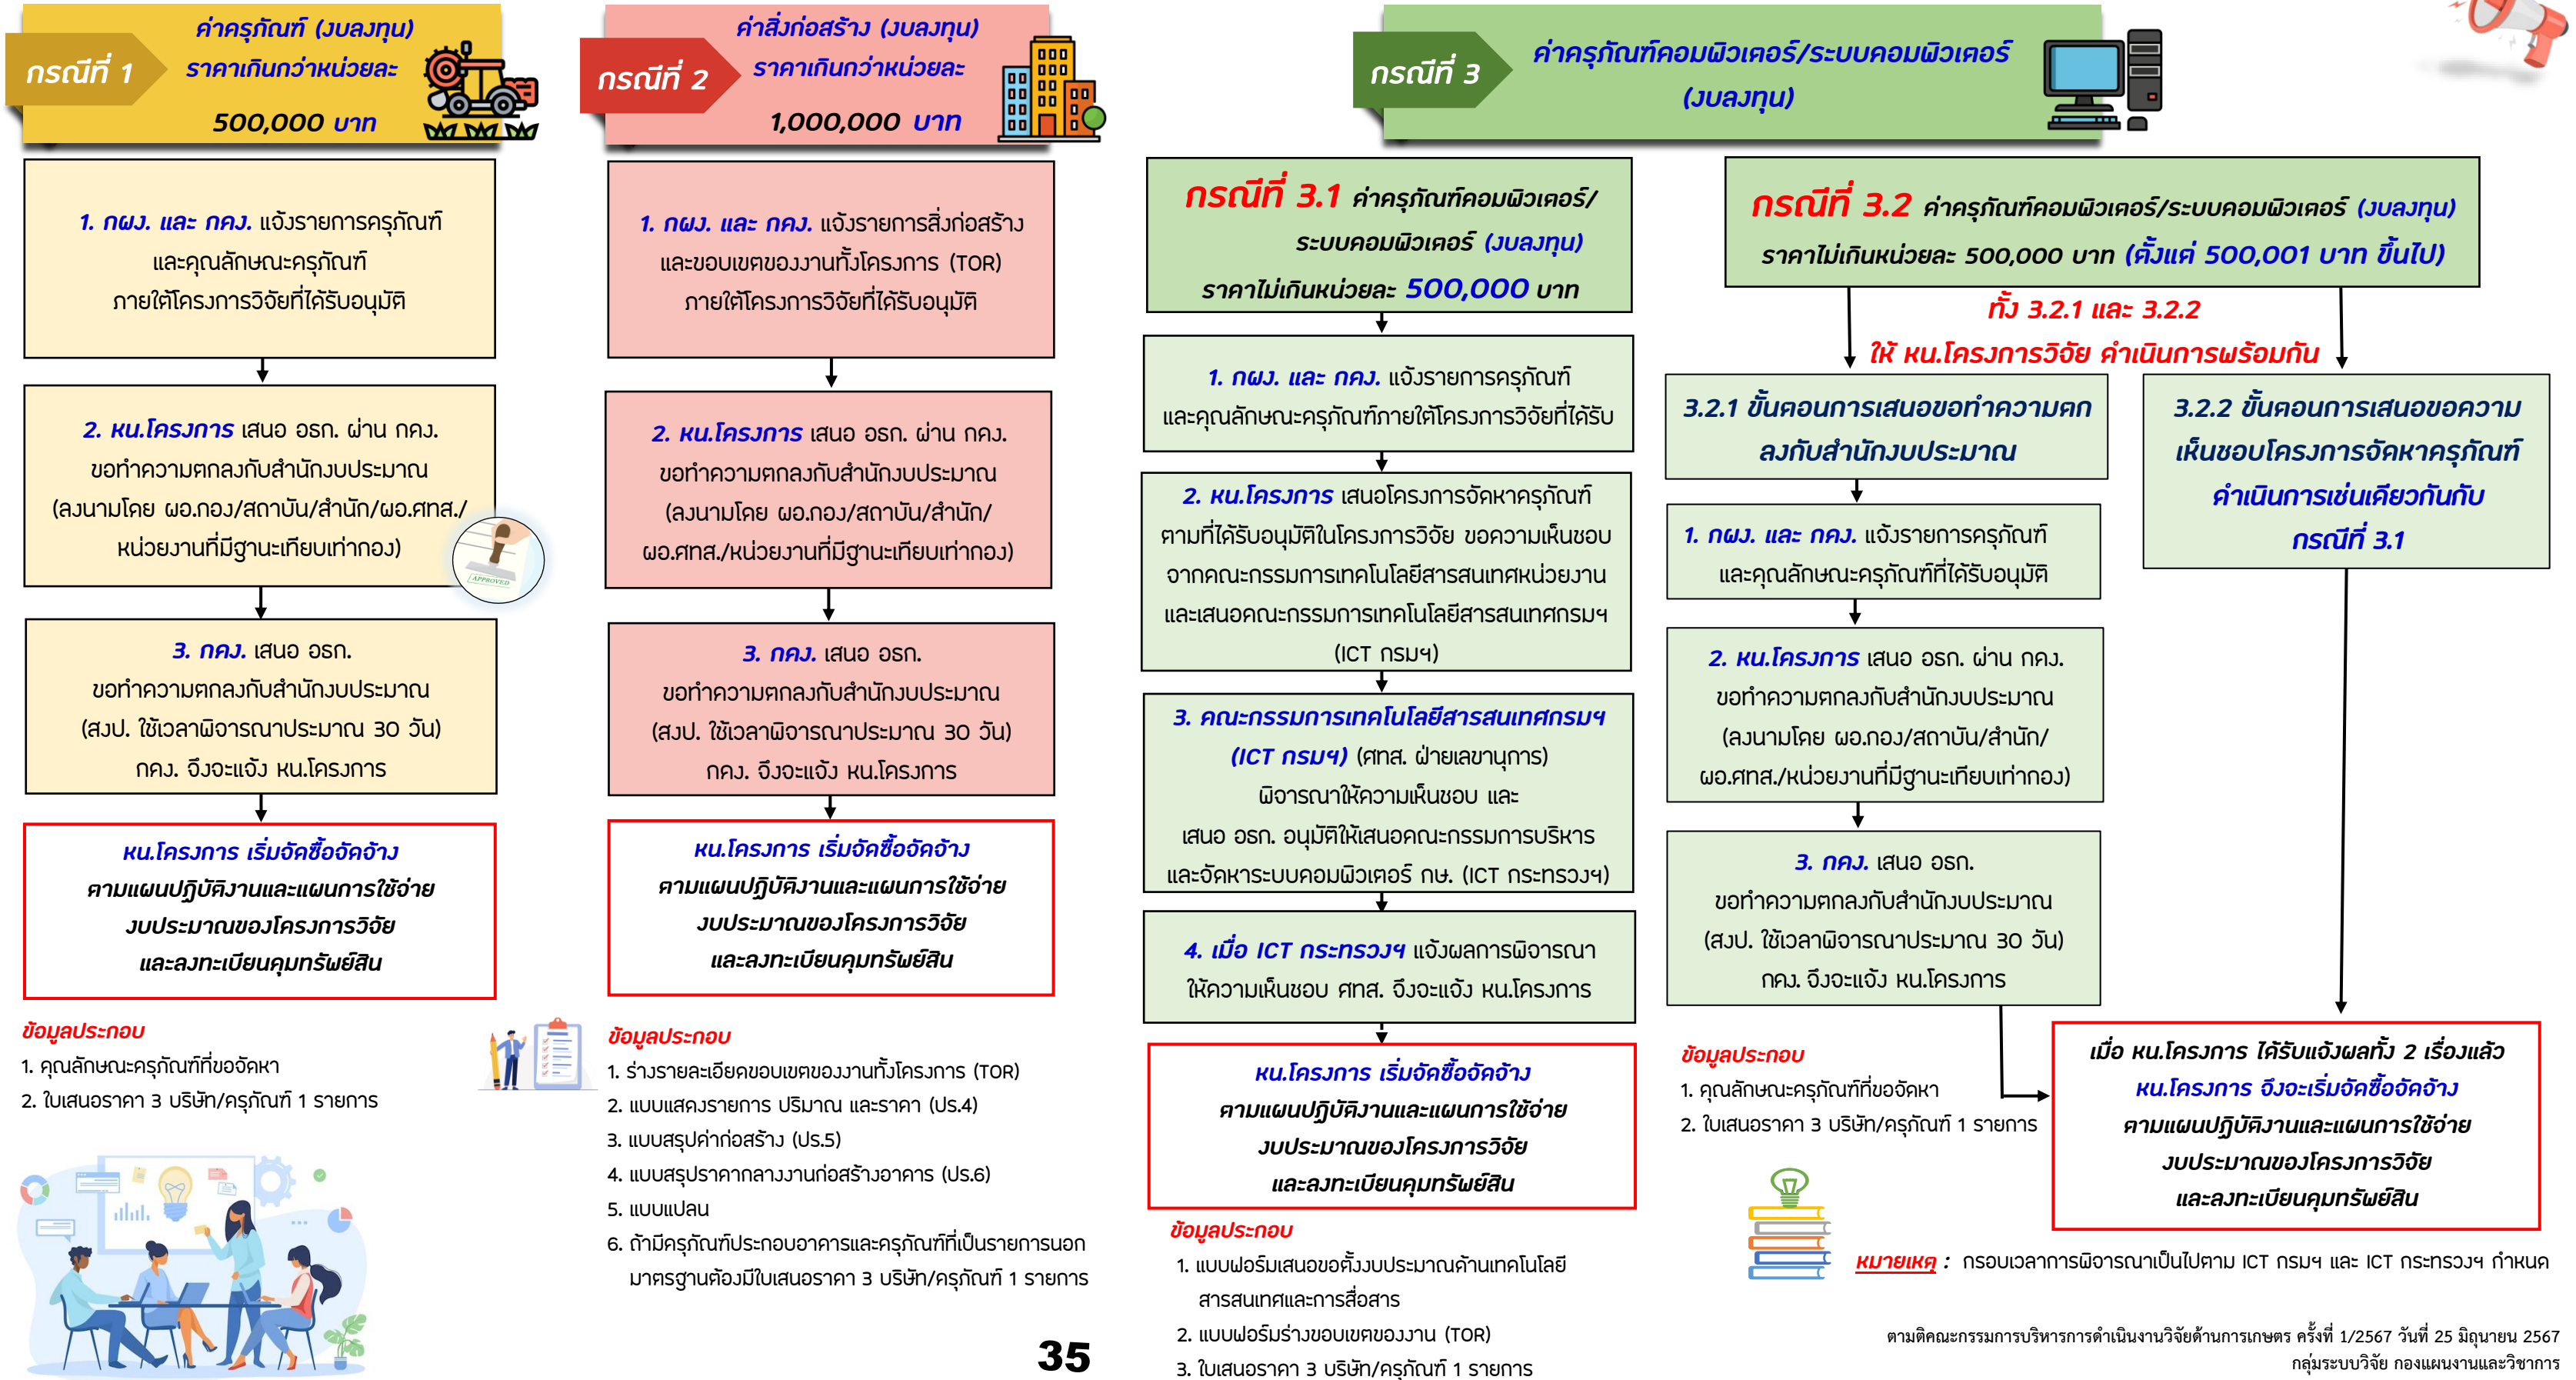 กรณีที่ 1
ค่าครุภัณฑ์ (งบลงทุน)
ราคาเกินกว่าหน่วยละ
500,000 บาท
1. กผง. และ กคง. แจ้งรายการครุภัณฑ์
และคุณลักษณะครุภัณฑ์
ภายใต้โครงการวิจัยที่ได้รับอนุมัติ
2. หน.โครงการ เสนอ อธก. ผ่าน กคง.
ขอทำความตกลงกับสำนักงบประมาณ
(ลงนามโดย ผอ.กอง/สถาบัน/สำนัก/ผอ.ศทส./
หน่วยงานที่มีฐานะเทียบเท่ากอง)
APPROVED
3. กคง. เสนอ อธก.
ขอทำความตกลงกับสำนักงบประมาณ
(สงป. ใช้เวลาพิจารณาประมาณ 30 วัน)
กคง. จึงจะแจ้ง หน.โครงการ
หน.โครงการ เริ่มจัดซื้อจัดจ้าง
ตามแผนปฏิบัติงานและแผนการใช้จ่าย
งบประมาณของโครงการวิจัย
และลงทะเบียนคุมทรัพย์สิน
ข้อมูลประกอบ
1. คุณลักษณะครุภัณฑ์ที่ขอจัดหา
2. ใบเสนอราคา 3 บริษัท/ครุภัณฑ์ 1 รายการ
กรณีที่ 2
ค่าสิ่งก่อสร้าง (งบลงทุน)
ราคาเกินกว่าหน่วยละ
1,000,000 บาท
1. กผง. และ กคง. แจ้งรายการสิ่งก่อสร้าง
และขอบเขตของงานทั้งโครงการ (TOR)
ภายใต้โครงการวิจัยที่ได้รับอนุมัติ
2. หน.โครงการ เสนอ อธก. ผ่าน กคง.
ขอทำความตกลงกับสำนักงบประมาณ
(ลงนามโดย ผอ.กอง/สถาบัน/สำนัก/
ผอ.ศทส./หน่วยงานที่มีฐานะเทียบเท่ากอง)
3. กคง. เสนอ อธก.
ขอทำความตกลงกับสำนักงบประมาณ
(สงป. ใช้เวลาพิจารณาประมาณ 30 วัน)
กคง. จึงจะแจ้ง หน.โครงการ
หน.โครงการ เริ่มจัดซื้อจัดจ้าง
ตามแผนปฏิบัติงานและแผนการใช้จ่าย
งบประมาณของโครงการวิจัย
และลงทะเบียนคุมทรัพย์สิน
ข้อมูลประกอบ
1. ร่างรายละเอียดขอบเขตของงานทั้งโครงการ (TOR)
2. แบบแสดงรายการ ปริมาณ และราคา (ปร.4)
3. แบบสรุปค่าก่อสร้าง (ปร.5)
4. แบบสรุปราคากลางงานก่อสร้างอาคาร (ปร.6)
5. แบบแปลน
6. ถ้ามีครุภัณฑ์ประกอบอาคารและครุภัณฑ์ที่เป็นรายการนอก
มาตรฐานต้องมีใบเสนอราคา 3 บริษัท/ครุภัณฑ์ 1 รายการ
35
กรณีที่ 3
ค่าครุภัณฑ์คอมพิวเตอร์/ระบบคอมพิวเตอร์
(งบลงทุน)
กรณีที่ 3.1 ค่าครุภัณฑ์คอมพิวเตอร์/
ระบบคอมพิวเตอร์ (งบลงทุน)
ราคาไม่เกินหน่วยละ 500,000 บาท
1. กผง. และ กคง. แจ้งรายการครุภัณฑ์
และคุณลักษณะครุภัณฑ์ภายใต้โครงการวิจัยที่ได้รับ
2. หน.โครงการ เสนอโครงการจัดหาครุภัณฑ์
ตามที่ได้รับอนุมัติในโครงการวิจัย ขอความเห็นชอบ
จากคณะกรรมการเทคโนโลยีสารสนเทศหน่วยงาน
และเสนอคณะกรรมการเทคโนโลยีสารสนเทศกรมฯ
(ICT กรมฯ)
3. คณะกรรมการเทคโนโลยีสารสนเทศกรมฯ
(ICT กรมฯ) (ศทส. ฝ่ายเลขานุการ)
พิจารณาให้ความเห็นชอบ และ
เสนอ อธก. อนุมัติให้เสนอคณะกรรมการบริหาร
และจัดหาระบบคอมพิวเตอร์ กษ. (ICT กระทรวงฯ)
4. เมื่อ ICT กระทรวงฯ แจ้งผลการพิจารณา
ให้ความเห็นชอบ ศทส. จึงจะแจ้ง หน.โครงการ
หน.โครงการ เริ่มจัดซื้อจัดจ้าง
ตามแผนปฏิบัติงานและแผนการใช้จ่าย
งบประมาณของโครงการวิจัย
และลงทะเบียนคุมทรัพย์สิน
ข้อมูลประกอบ
1. แบบฟอร์มเสนอขอตั้งงบประมาณด้านเทคโนโลยี
สารสนเทศและการสื่อสาร
2. แบบฟอร์มร่างขอบเขตของงาน (TOR)
3. ใบเสนอราคา 3 บริษัท/ครุภัณฑ์ 1 รายการ
กรณีที่ 3.2 ค่าครุภัณฑ์คอมพิวเตอร์/ระบบคอมพิวเตอร์ (งบลงทุน)
ราคาไม่เกินหน่วยละ 500,000 บาท (ตั้งแต่ 500,001 บาท ขึ้นไป)
ทั้ง 3.2.1 และ 3.2.2
ให้ หน.โครงการวิจัย ดำเนินการพร้อมกัน
3.2.1 ขั้นตอนการเสนอขอทำความตก
ลงกับสำนักงบประมาณ
1. กผง. และ กคง. แจ้งรายการครุภัณฑ์
และคุณลักษณะครุภัณฑ์ที่ได้รับอนุมัติ
2. หน.โครงการ เสนอ อธก. ผ่าน กคง.
ขอทำความตกลงกับสำนักงบประมาณ
(ลงนามโดย ผอ.กอง/สถาบัน/สำนัก/
ผอ.ศทส./หน่วยงานที่มีฐานะเทียบเท่ากอง)
3. กคง. เสนอ อธก.
ขอทำความตกลงกับสำนักงบประมาณ
(สงป. ใช้เวลาพิจารณาประมาณ 30 วัน)
กคง. จึงจะแจ้ง หน.โครงการ
ข้อมูลประกอบ
1. คุณลักษณะครุภัณฑ์ที่ขอจัดหา
2. ใบเสนอราคา 3 บริษัท/ครุภัณฑ์ 1 รายการ
3.2.2 ขั้นตอนการเสนอขอความ
เห็นชอบโครงการจัดหาครุภัณฑ์
ดำเนินการเช่นเดียวกันกับ
กรณีที่ 3.1
เมื่อ หน.โครงการ ได้รับแจ้งผลทั้ง 2 เรื่องแล้ว
หน.โครงการ จึงจะเริ่มจัดซื้อจัดจ้าง
ตามแผนปฏิบัติงานและแผนการใช้จ่าย
งบประมาณของโครงการวิจัย
และลงทะเบียนคุมทรัพย์สิน
หมายเหตุ : กรอบเวลาการพิจารณาเป็นไปตาม ICT กรมฯ และ ICT กระทรวงฯ กำหนด
ตามมติคณะกรรมการบริหารการดำเนินงานวิจัยด้านการเกษตร ครั้งที่ 1/2567 วันที่ 25 มิถุนายน 2567
กลุ่มระบบวิจัย กองแผนงานและวิชาการ